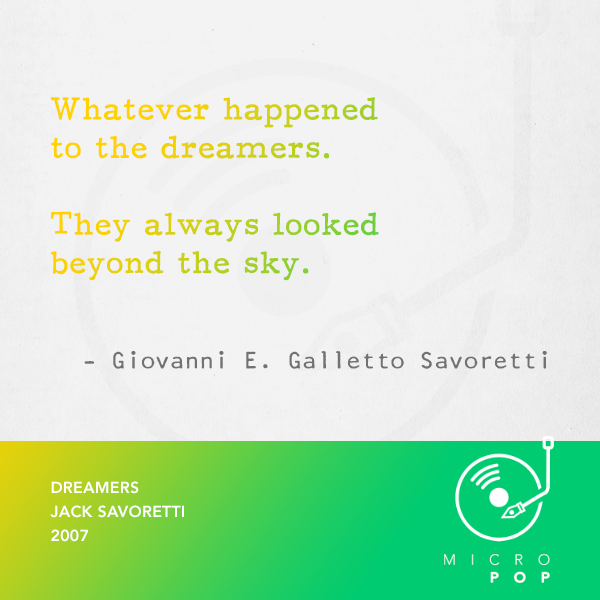 Whatever happened
to the dreamers.
They always looked
beyond the sky.
– Giovanni E. Galletto Savoretti
DREAMERS
JACK SAVORETTI
2007
MICRO
POP